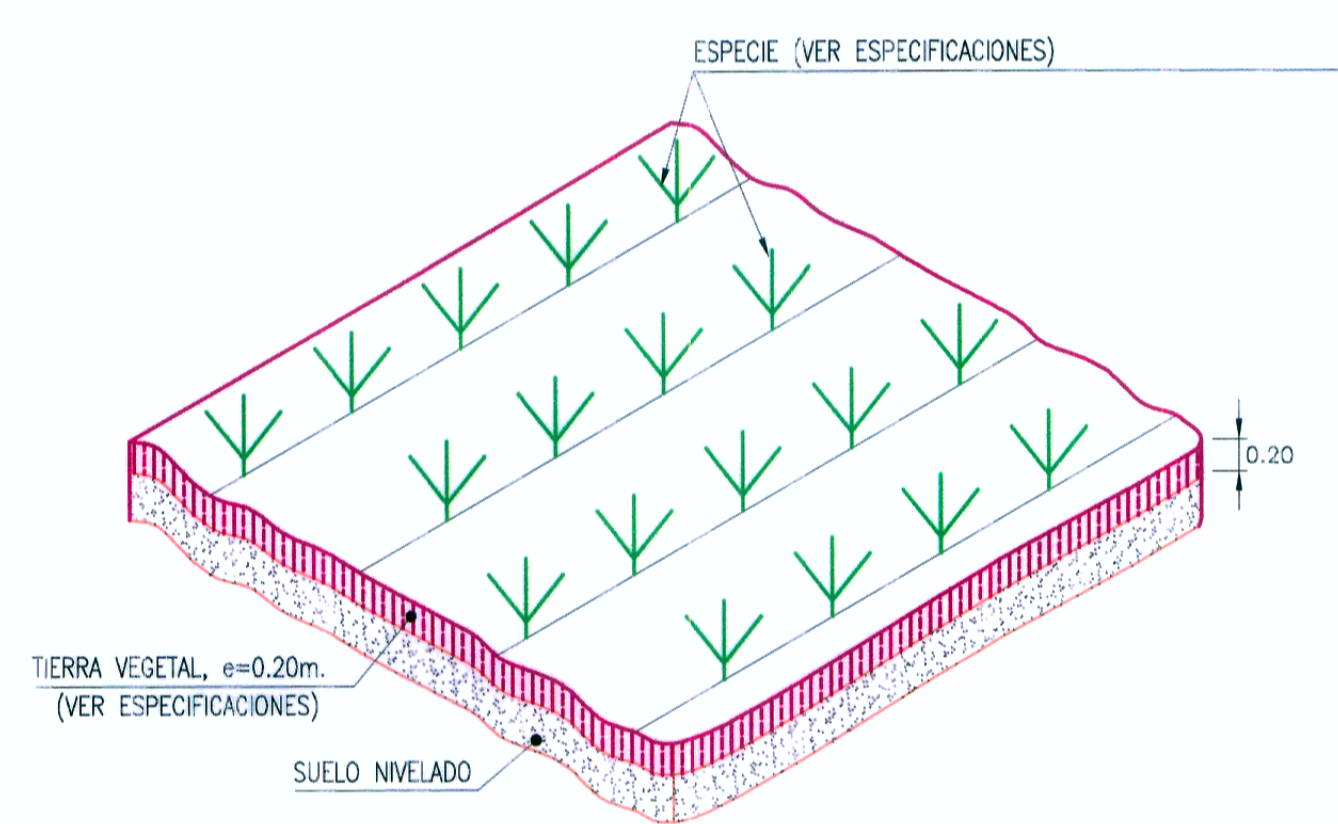 ESPECIE (VER ESPECIFICACIONES)
0.20
TIERRA VEGETAL, e=0.20m.
(VER ESPECIFICACIONES)
SUELO NIVELADO